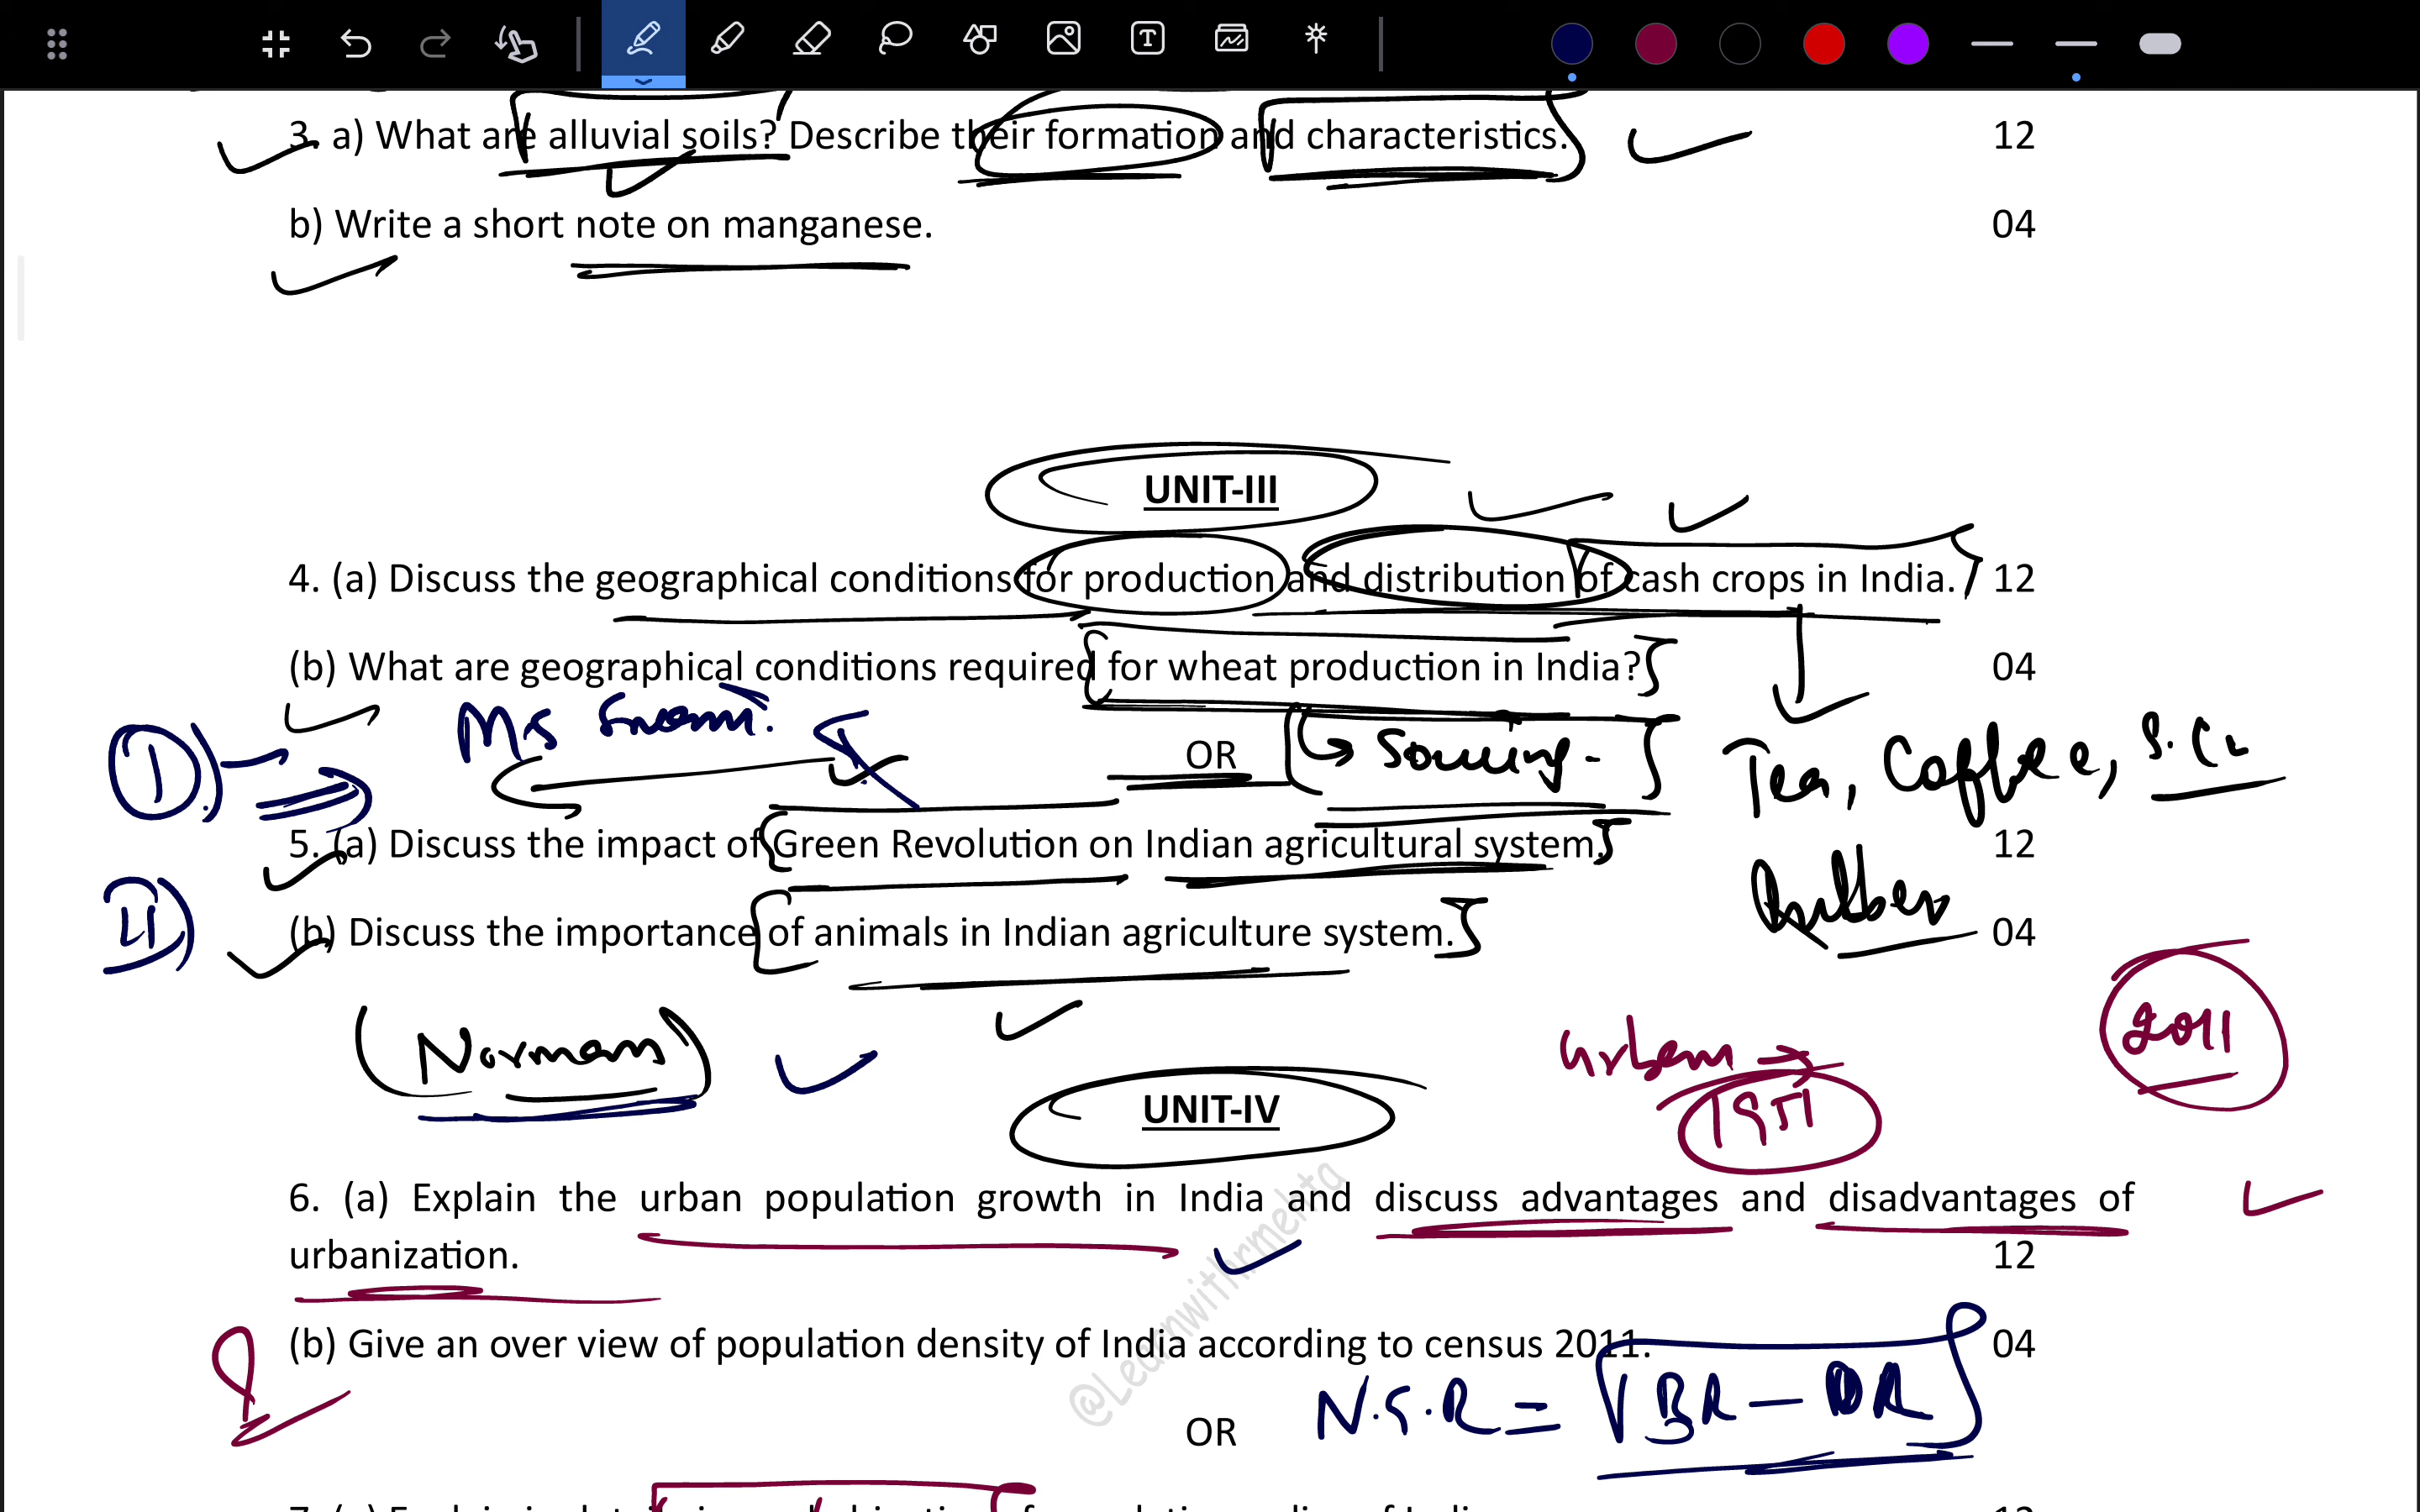 3. a) What are alluvial soils? Describe their formation and characteristics. 12
b) Write a short note on manganese. 04
UNIT-III
4. (a) Discuss the geographical conditions for production and distribution of cash crops in India. 12
(b) What are geographical conditions required for wheat production in India? 04
I
MS
OR
Sowing-
Tea, Coffee,
5. (a) Discuss the impact of Green Revolution on Indian agricultural system. 12
Rubber
II
(b) Discuss the importance of animals in Indian agriculture system. 04
(Norman)
2011
Urban →
1951
UNIT-IV
6. (a) Explain the urban population growth in India and discuss advantages and disadvantages of
urbanization. 12
(b) Give an over view of population density of India according to census 2011. 04
OR
N.G.R = BR - DR
@Learnwithrmehta